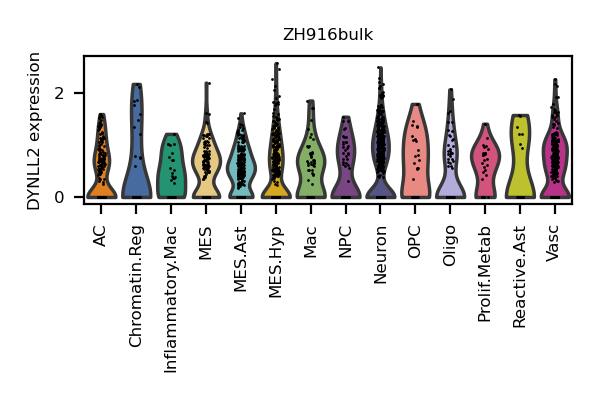 ZH916bulk
DYNLL2 expression
2
0
AC
Chromatin.Reg
Inflammatory.Mac
MES
MES.Ast
MES.Hyp
Mac
NPC
Neuron
OPC
Oligo
Prolif.Metab
Reactive.Ast
Vasc